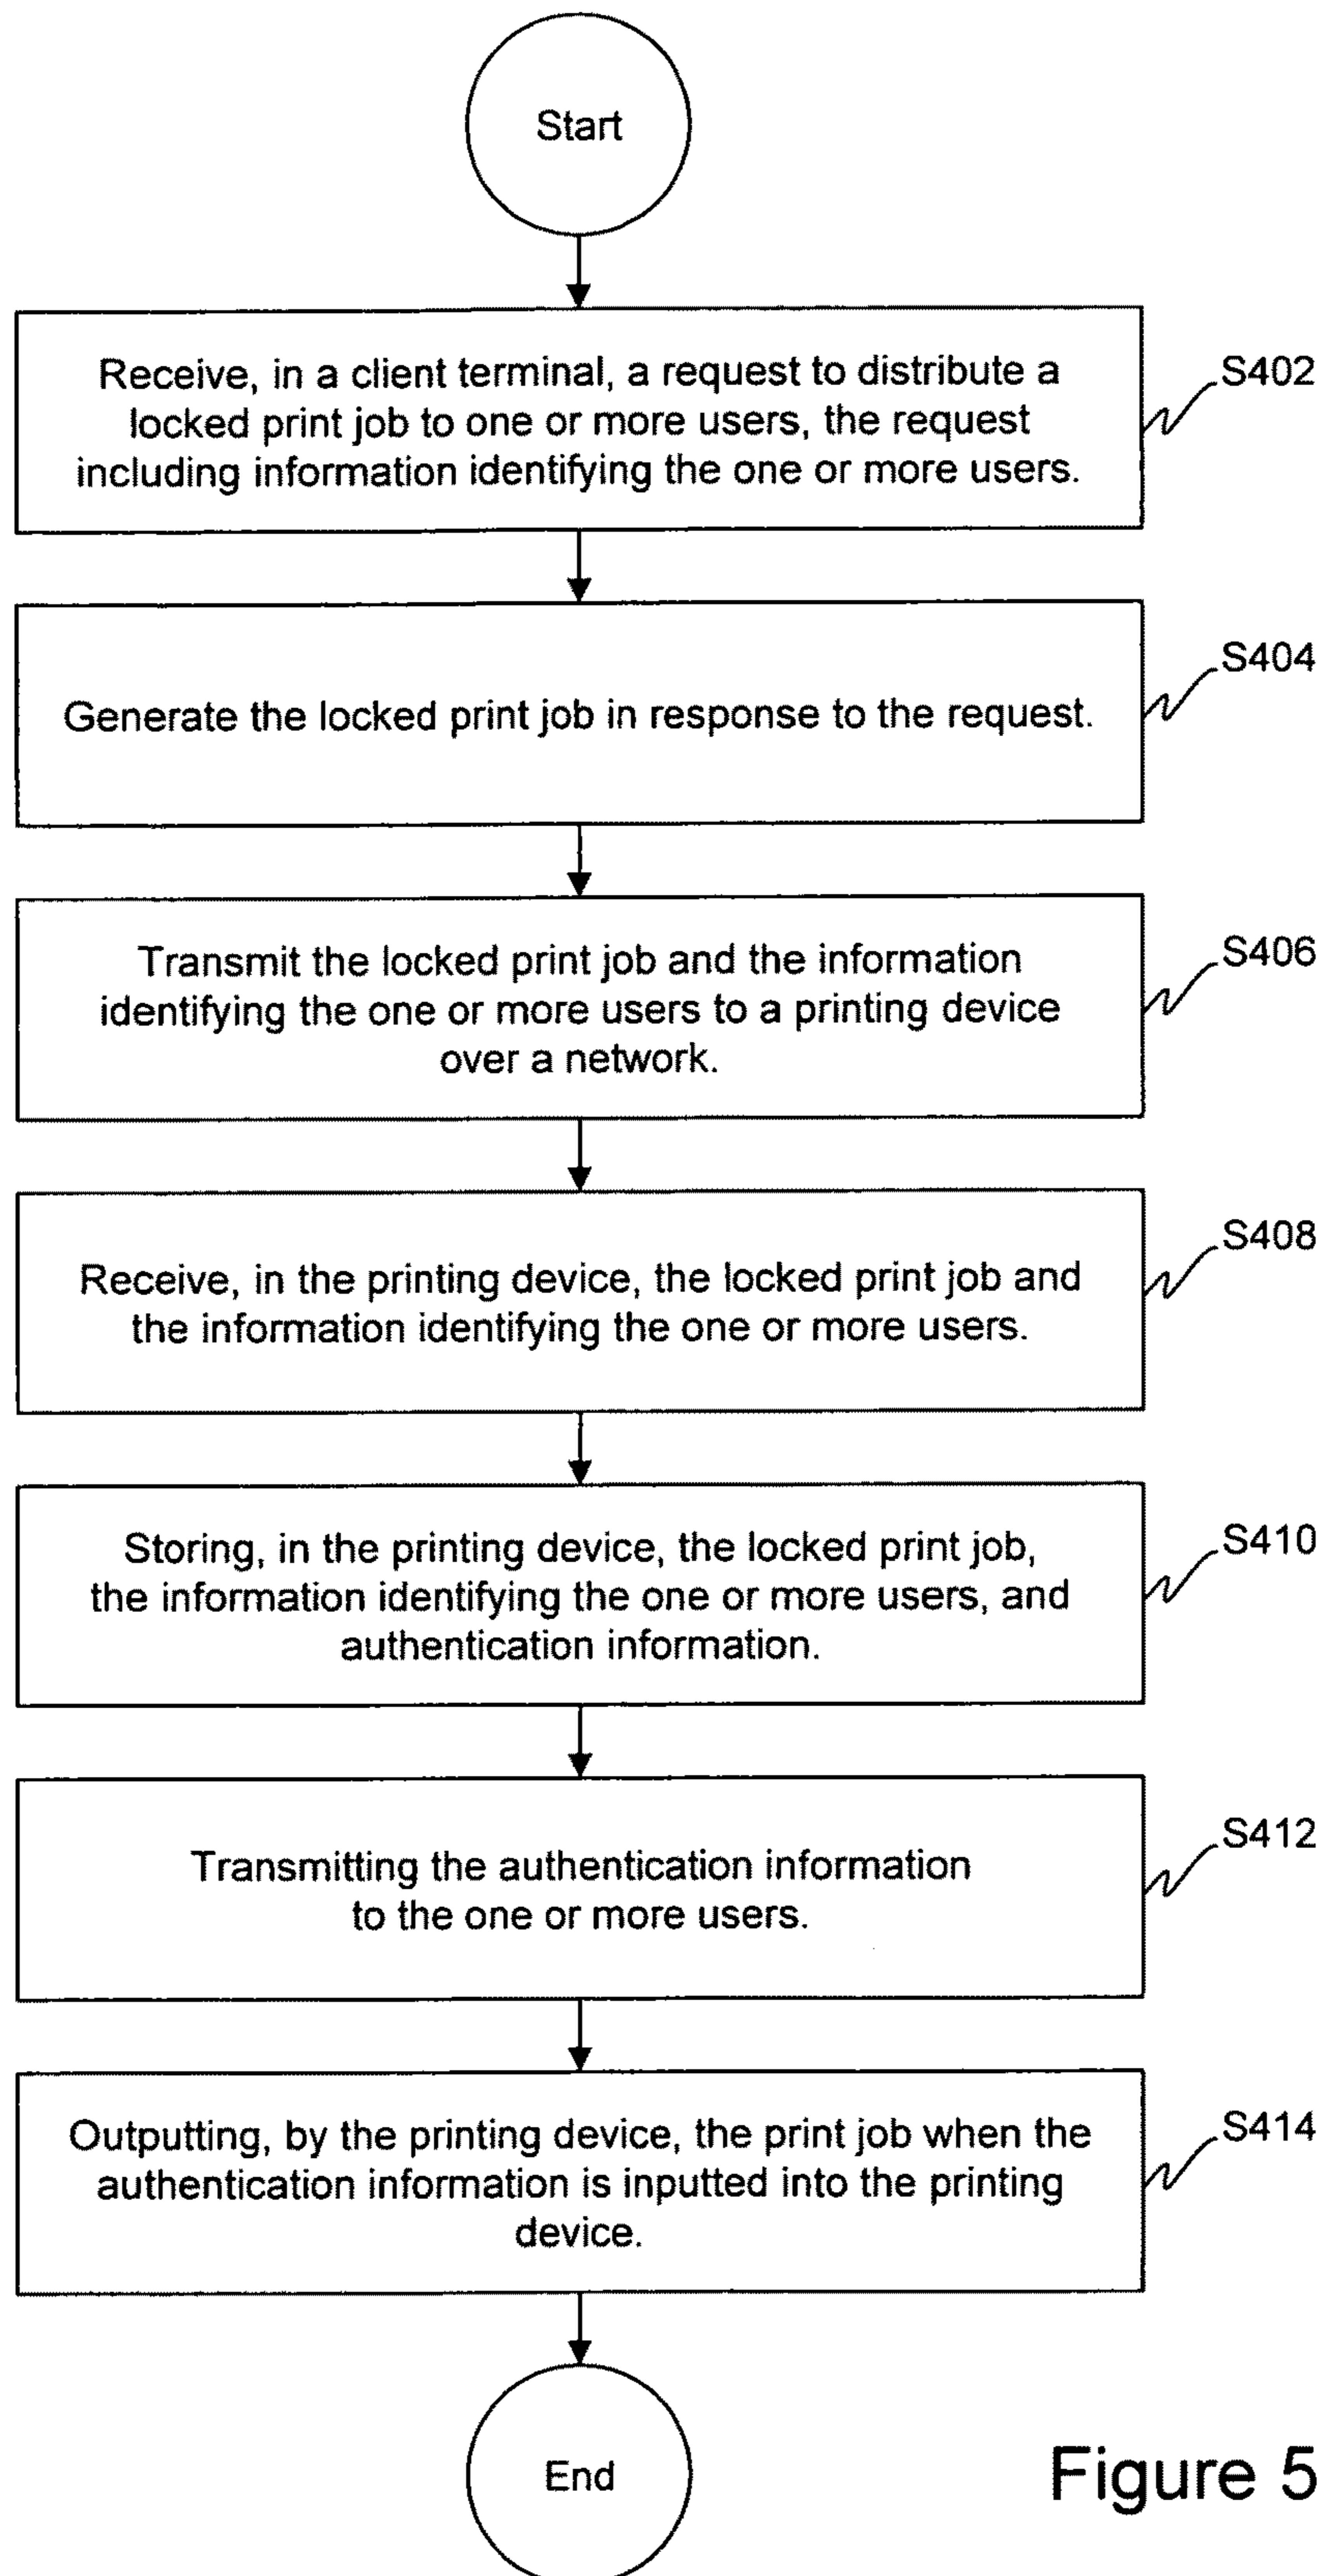 Start
Receive, in a client terminal, a request to distribute a
locked print job to one or more users, the request
including information identifying the one or more users.
S402
Generate the locked print job in response to the request.
S404
Transmit the locked print job and the information
identifying the one or more users to a printing device
over a network.
S406
Receive, in the printing device, the locked print job and
the information identifying the one or more users.
S408
Storing, in the printing device, the locked print job,
the information identifying the one or more users, and
authentication information.
S410
Transmitting the authentication information
to the one or more users.
S412
Outputting, by the printing device, the print job when the
authentication information is inputted into the printing
device.
S414
End
Figure 5